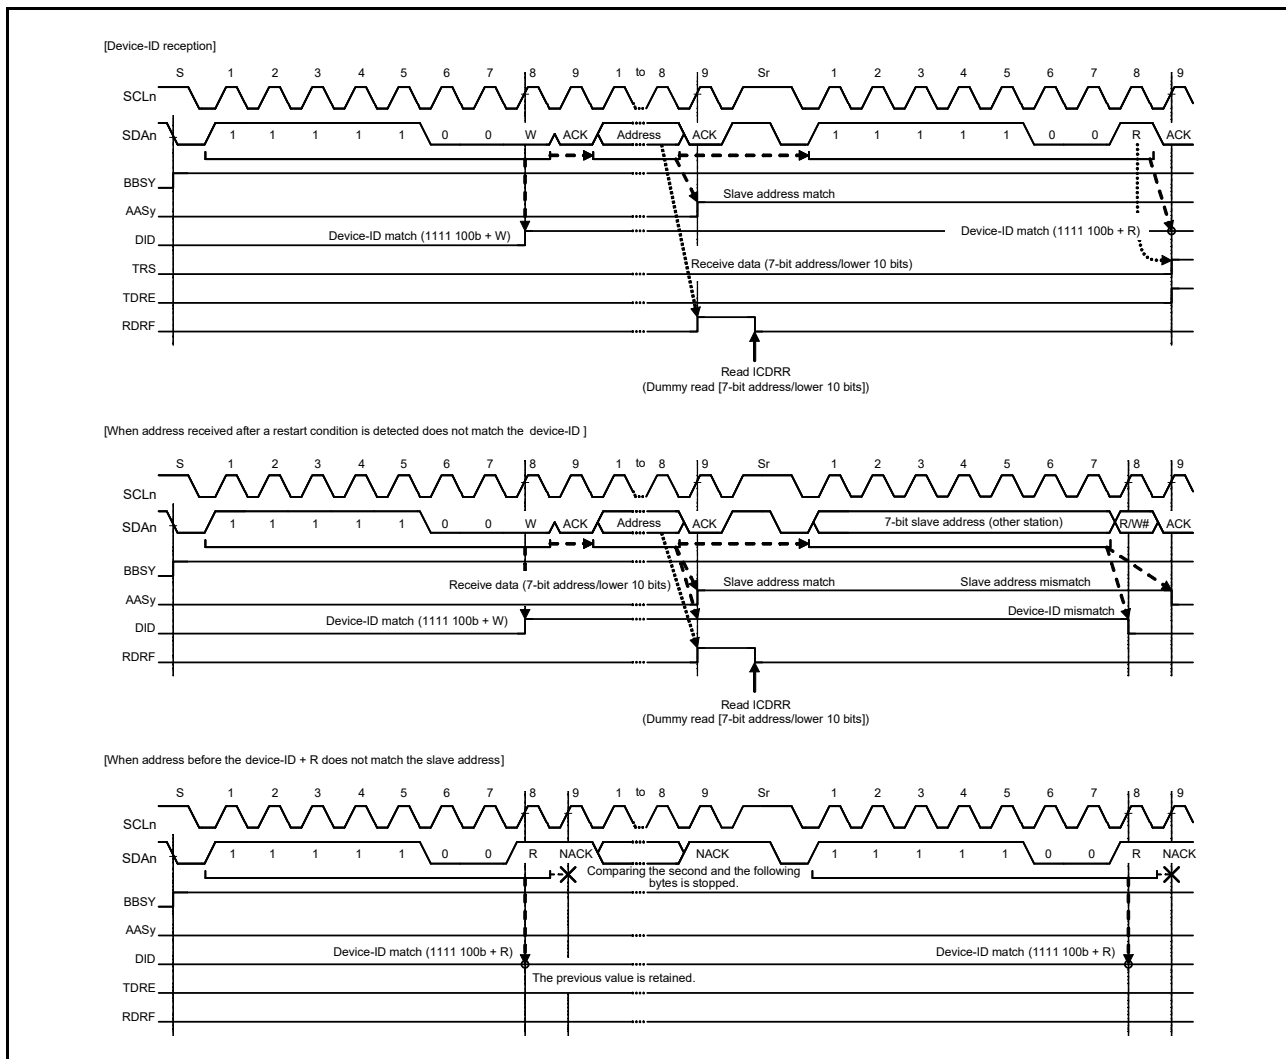 [Device-ID reception]
S 1 2 3 4 5 6 7 8 9 1 to 8 9 Sr 1 2 3 4 5 6 7 8 9
SCLn
SDAn 1 1 1 1 1 0 0 W ACK Address ACK 1 1 1 1 1 0 0 R ACK
BBSY
Slave address match
AASy
Device-ID match (1111 100b + W) Device-ID match (1111 100b + R)
DID
Receive data (7-bit address/lower 10 bits)
TRS
TDRE
RDRF
Read ICDRR
(Dummy read [7-bit address/lower 10 bits])
[When address received after a restart condition is detected does not match the device-ID ]
S 1 2 3 4 5 6 7 8 9 1 to 8 9 Sr 1 2 3 4 5 6 7 8 9
SCLn
SDAn 1 1 1 1 1 0 0 W ACK Address ACK 7-bit slave address (other station) R/W# ACK
BBSY
Receive data (7-bit address/lower 10 bits) Slave address match Slave address mismatch
AASy
Device-ID match (1111 100b + W) Device-ID mismatch
DID
RDRF
Read ICDRR
(Dummy read [7-bit address/lower 10 bits])
[When address before the device-ID + R does not match the slave address]
S 1 2 3 4 5 6 7 8 9 1 to 8 9 Sr 1 2 3 4 5 6 7 8 9
SCLn
SDAn 1 1 1 1 1 0 0 R NACK NACK 1 1 1 1 1 0 0 R NACK
Comparing the second and the following
bytes is stopped.
BBSY
AASy
Device-ID match (1111 100b + R) Device-ID match (1111 100b + R)
DID
The previous value is retained.
TDRE
RDRF